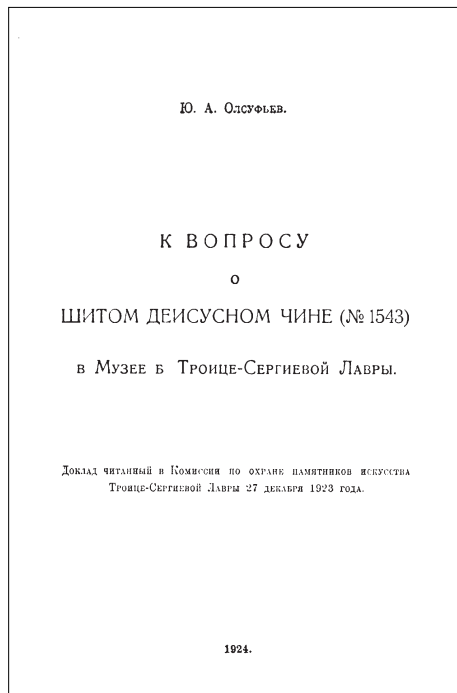 Ю. А. Олсуфьев.
К ВОПРОСУ
о
ШИТОМ ДЕИСУСНОМ ЧИНЕ (№ 1543)
в Музее б Троице-Сергиевой Лавры.
Доклад читанный в Комиссии по охране памятников искусства
Троице-Сергиевой Лавры 27 декабря 1923 года.
1924.